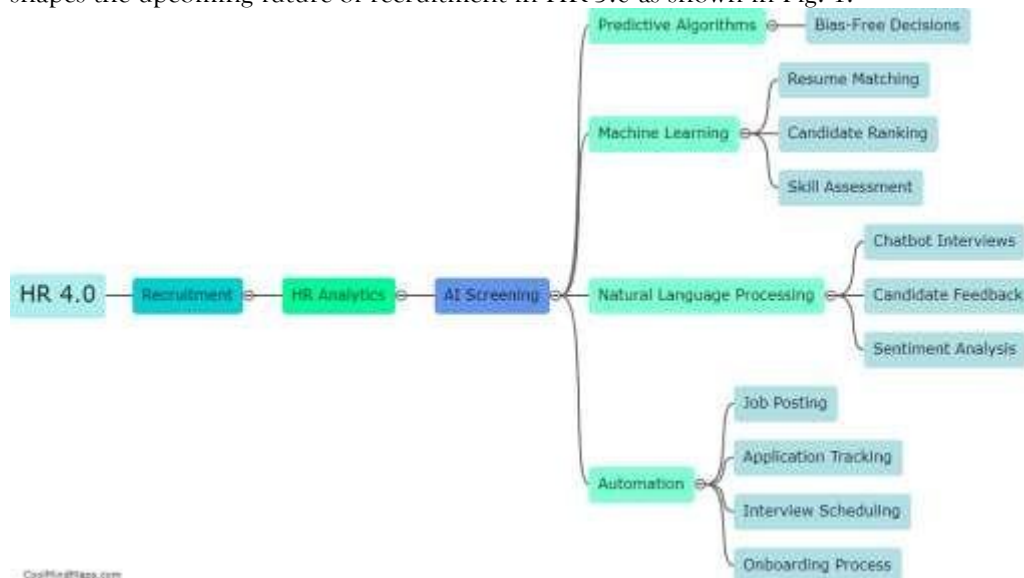 shapes the upcoming future of recruitment in HR 5.0 as shown in Fig. 1.
Predictive Algorithms
Bias-Free Decisions
Machine Learning
Resume Matching
Candidate Ranking
Skill Assessment
HR 4.0
Recruitment
HR Analytics
AI Screening
Natural Language Processing
Chatbot Interviews
Candidate Feedback
Sentiment Analysis
Automation
Job Posting
Application Tracking
Interview Scheduling
Onboarding Process
CoolMindMaps.com